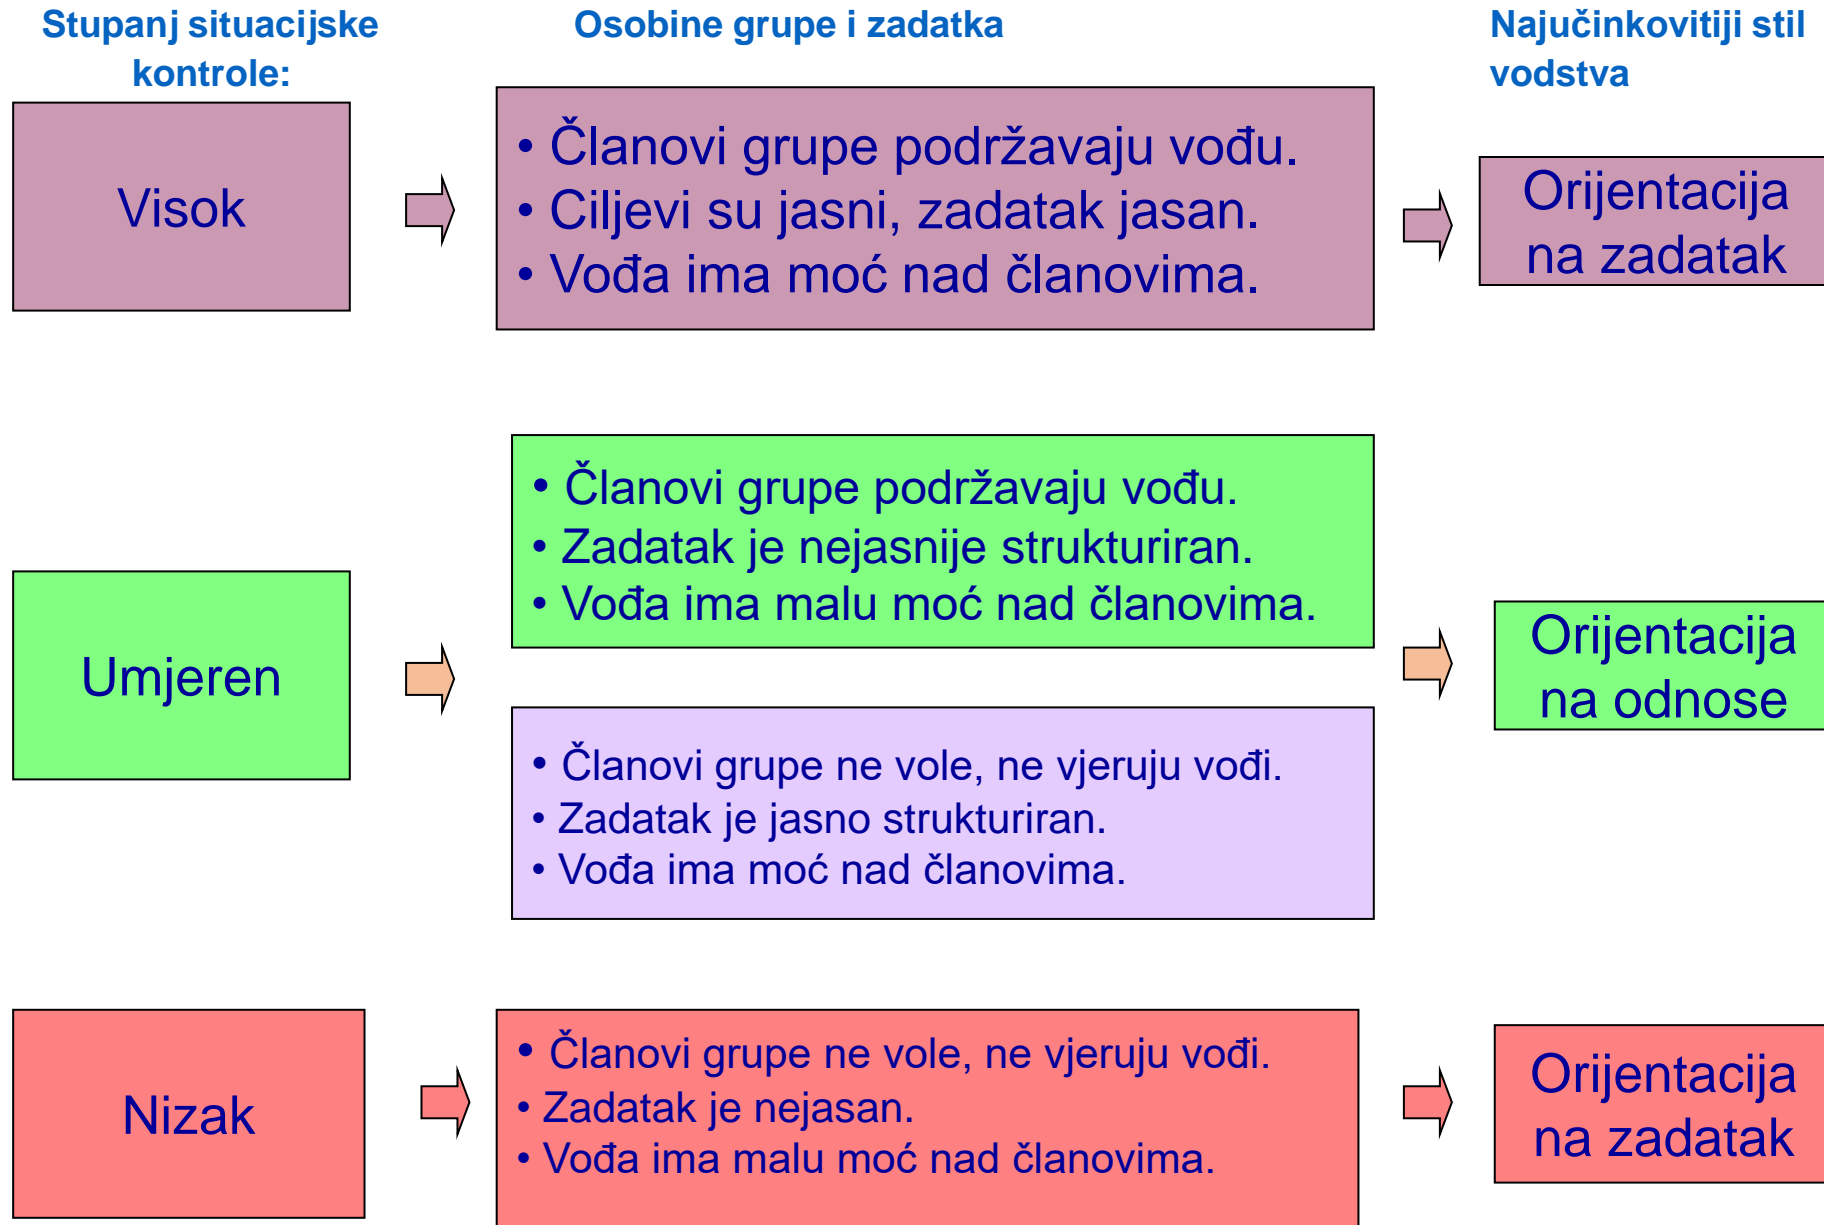 Stupanj situacijske
kontrole:
Osobine grupe i zadatka
Najučinkovitiji stil
vodstva
Visok
• Članovi grupe podržavaju vođu.
• Ciljevi su jasni, zadatak jasan.
• Vođa ima moć nad članovima.
Orijentacija
na zadatak
Umjeren
• Članovi grupe podržavaju vođu.
• Zadatak je nejasnije strukturiran.
• Vođa ima malu moć nad članovima.
• Članovi grupe ne vole, ne vjeruju vođi.
• Zadatak je jasno strukturiran.
• Vođa ima moć nad članovima.
Orijentacija
na odnose
Nizak
• Članovi grupe ne vole, ne vjeruju vođi.
• Zadatak je nejasan.
• Vođa ima malu moć nad članovima.
Orijentacija
na zadatak